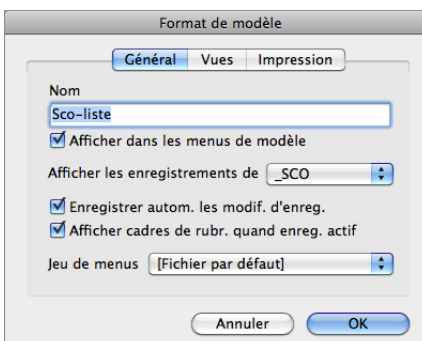 Format de modèle
Général Vues Impression
Nom
Sco-liste
Afficher dans les menus de modèle
Afficher les enregistrements de _SCO
Enregistrer autom. les modif. d'enreg.
Afficher cadres de rubr. quand enreg. actif
Jeu de menus [Fichier par défaut]
Annuler OK